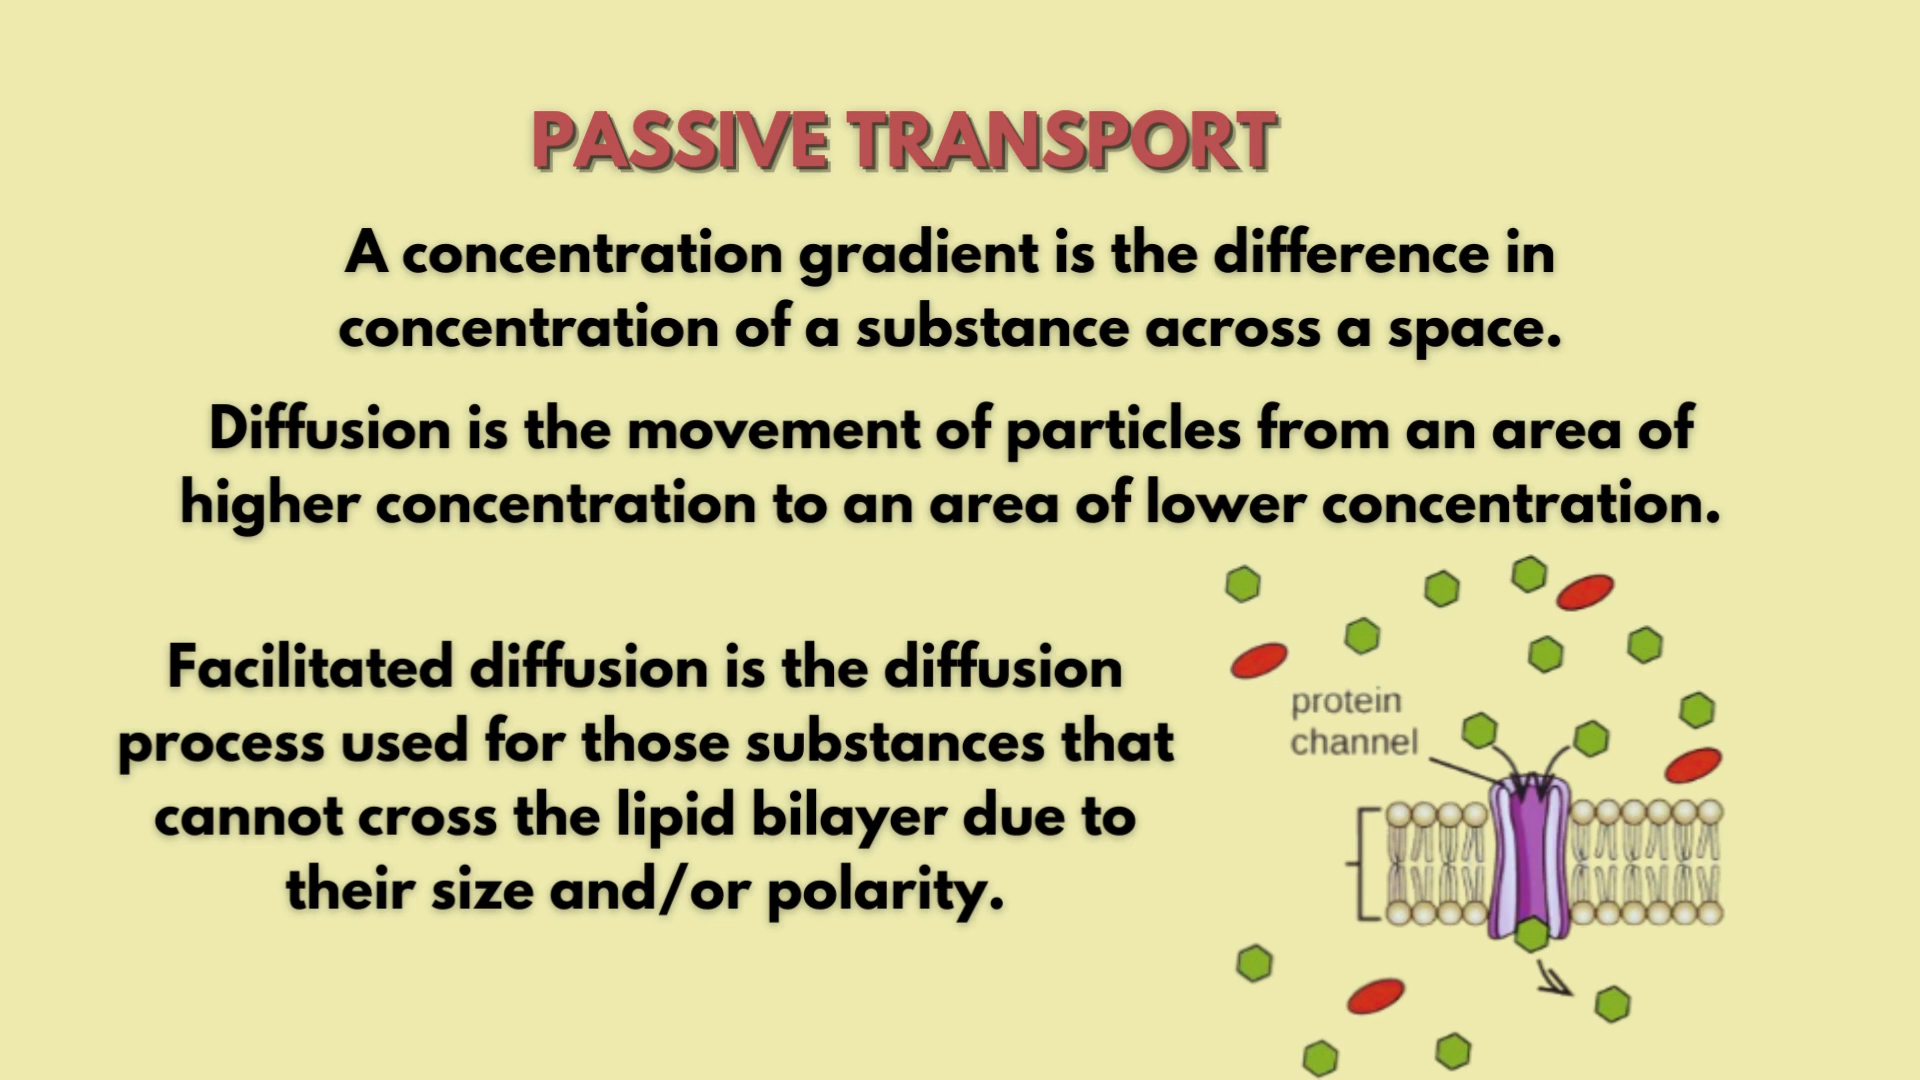 PASSIVE TRANSPORT
A concentration gradient is the difference in
concentration of a substance across a space.
Diffusion is the movement of particles from an area of
higher concentration to an area of lower concentration.
Facilitated diffusion is the diffusion
process used for those substances that
cannot cross the lipid bilayer due to
their size and/or polarity.
protein
channel